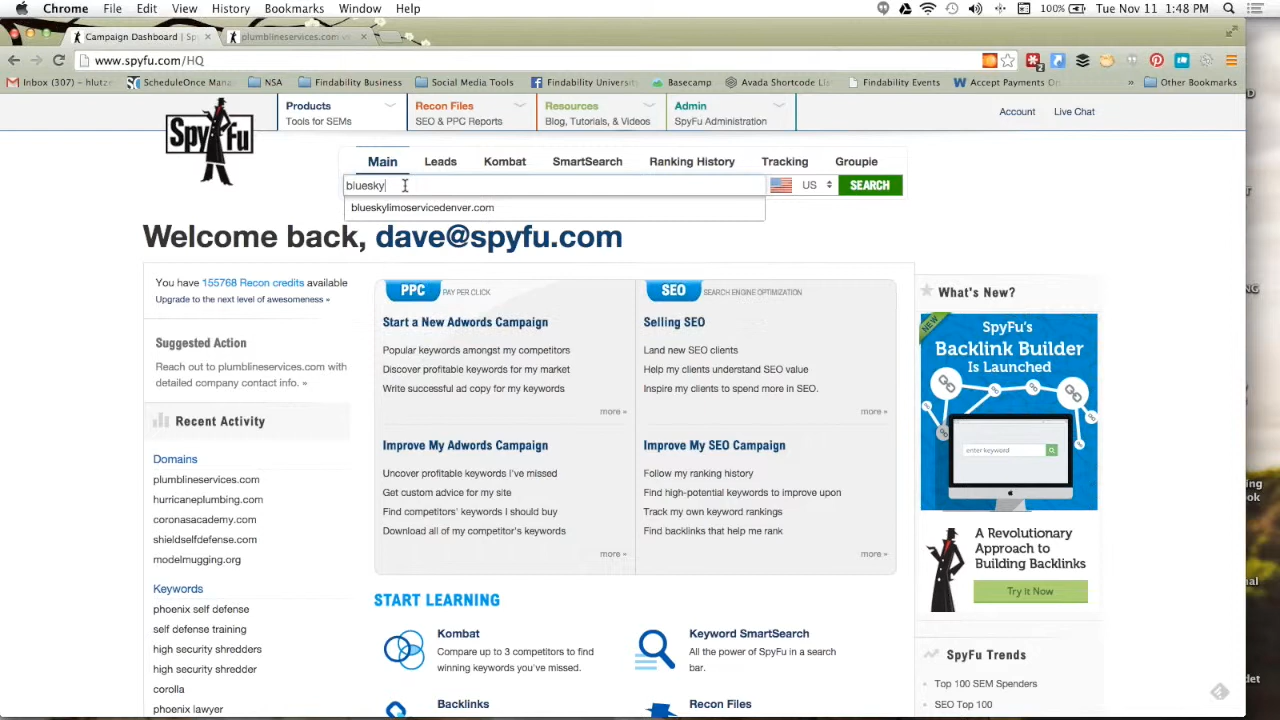 Chrome File Edit View History Bookmarks Window Help 100% Tue Nov 11 1:48 PM
Campaign Dashboard | Sp × plumblineservices.com v ×
www.spyfu.com/HQ
Inbox (307) – hlutz ScheduleOnce Mana NSA Findability Business Social Media Tools Findability Universit Basecamp Avada Shortcode Lis Findability Events Accept Payments On » Other Bookmarks
SpyFu
Products Recon Files Resources Admin
Tools for SEMs SEO & PPC Reports Blog, Tutorials, & Videos SpyFu Administration
Account Live Chat
Main Leads Kombat SmartSearch Ranking History Tracking Groupie
bluesky US SEARCH
blueskylimoservicedenver.com
Welcome back, dave@spyfu.com
You have 155768 Recon credits available
Upgrade to the next level of awesomeness »
Suggested Action
Reach out to plumblineservices.com with
detailed company contact info. »
Recent Activity
Domains
plumblineservices.com
hurricaneplumbing.com
coronasacademy.com
shieldselfdefense.com
modelmugging.org
Keywords
phoenix self defense
self defense training
high security shredders
high security shredder
corolla
phoenix lawyer
PPC PAY PER CLICK
Start a New Adwords Campaign
Popular keywords amongst my competitors
Discover profitable keywords for my market
Write successful ad copy for my keywords
more »
Improve My Adwords Campaign
Uncover profitable keywords I've missed
Get custom advice for my site
Find competitors' keywords I should buy
Download all of my competitor's keywords
more »
SEO SEARCH ENGINE OPTIMIZATION
Selling SEO
Land new SEO clients
Help my clients understand SEO value
Inspire my clients to spend more in SEO.
more »
Improve My SEO Campaign
Follow my ranking history
Find high-potential keywords to improve upon
Track my own keyword rankings
Find backlinks that help me rank
more »
START LEARNING
Kombat
Compare up to 3 competitors to find
winning keywords you've missed.
Keyword SmartSearch
All the power of SpyFu in a search
bar.
Backlinks
Recon Files
What's New?
NEW
SpyFu's
Backlink Builder
Is Launched
enter keyword
A Revolutionary
Approach to
Building Backlinks
Try It Now
SpyFu Trends
Top 100 SEM Spenders
SEO Top 100